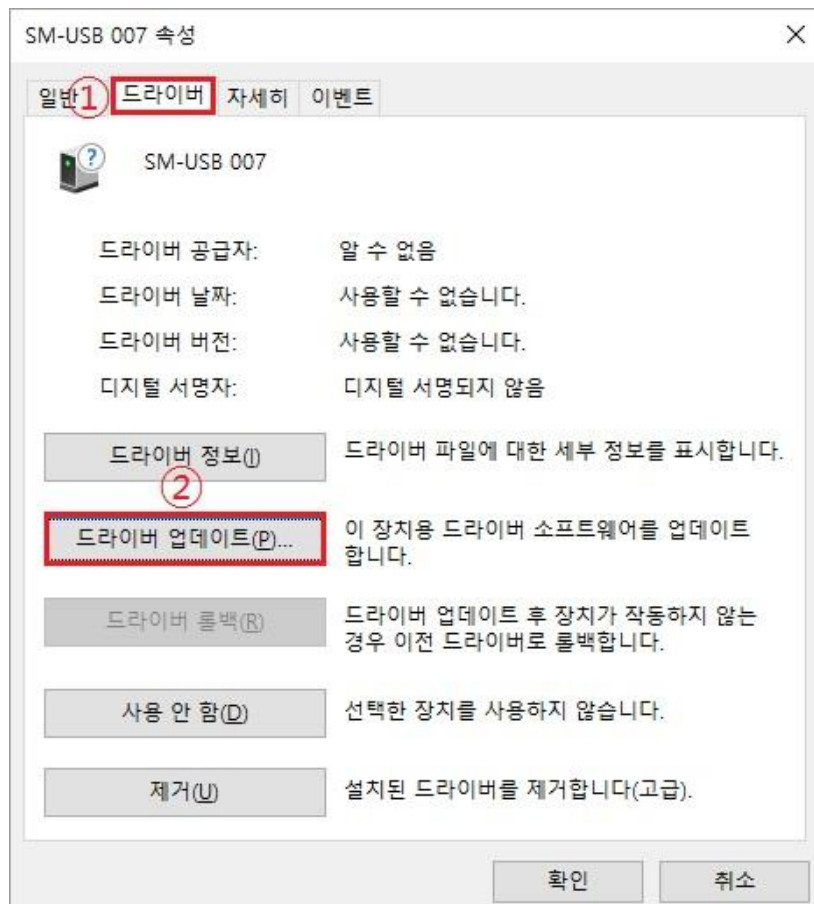 SM-USB 007 속성
일반 ① 드라이버 자세히 이벤트
SM-USB 007
드라이버 공급자: 알 수 없음
드라이버 날짜: 사용할 수 없습니다.
드라이버 버전: 사용할 수 없습니다.
디지털 서명자: 디지털 서명되지 않음
드라이버 정보(I) 드라이버 파일에 대한 세부 정보를 표시합니다.
②
드라이버 업데이트(P)... 이 장치용 드라이버 소프트웨어를 업데이트
합니다.
드라이버 롤백(R) 드라이버 업데이트 후 장치가 작동하지 않는
경우 이전 드라이버로 롤백합니다.
사용 안 함(D) 선택한 장치를 사용하지 않습니다.
제거(U) 설치된 드라이버를 제거합니다(고급).
확인 취소